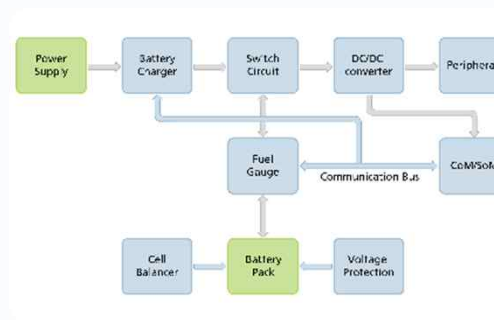 Power
Supply
Battery
Charger
Switch
Circuit
DC/DC
converter
Periphera
Fuel
Gauge
Communication Bus
CoM/SoM
Cell
Balancer
Battery
Pack
Voltage
Protection